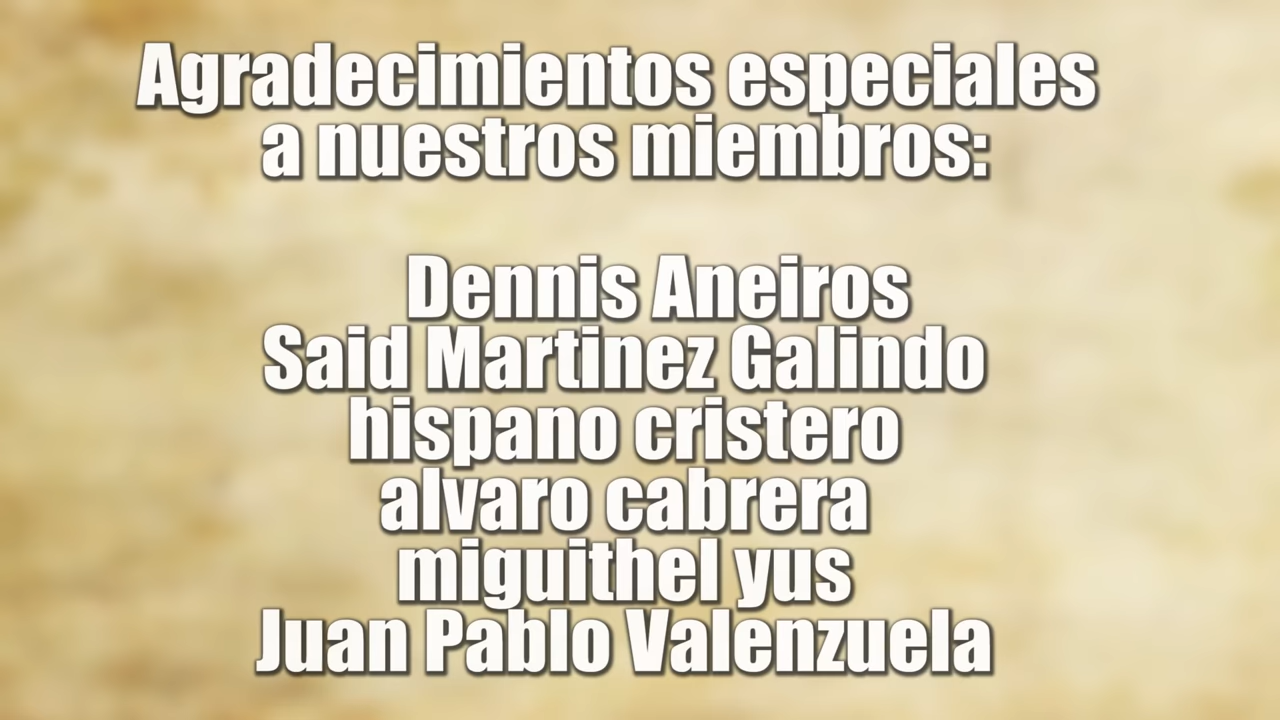 Agradecimientos especiales
a nuestros miembros:
Dennis Aneiros
Said Martinez Galindo
hispano cristero
alvaro cabrera
miguithel yus
Juan Pablo Valenzuela